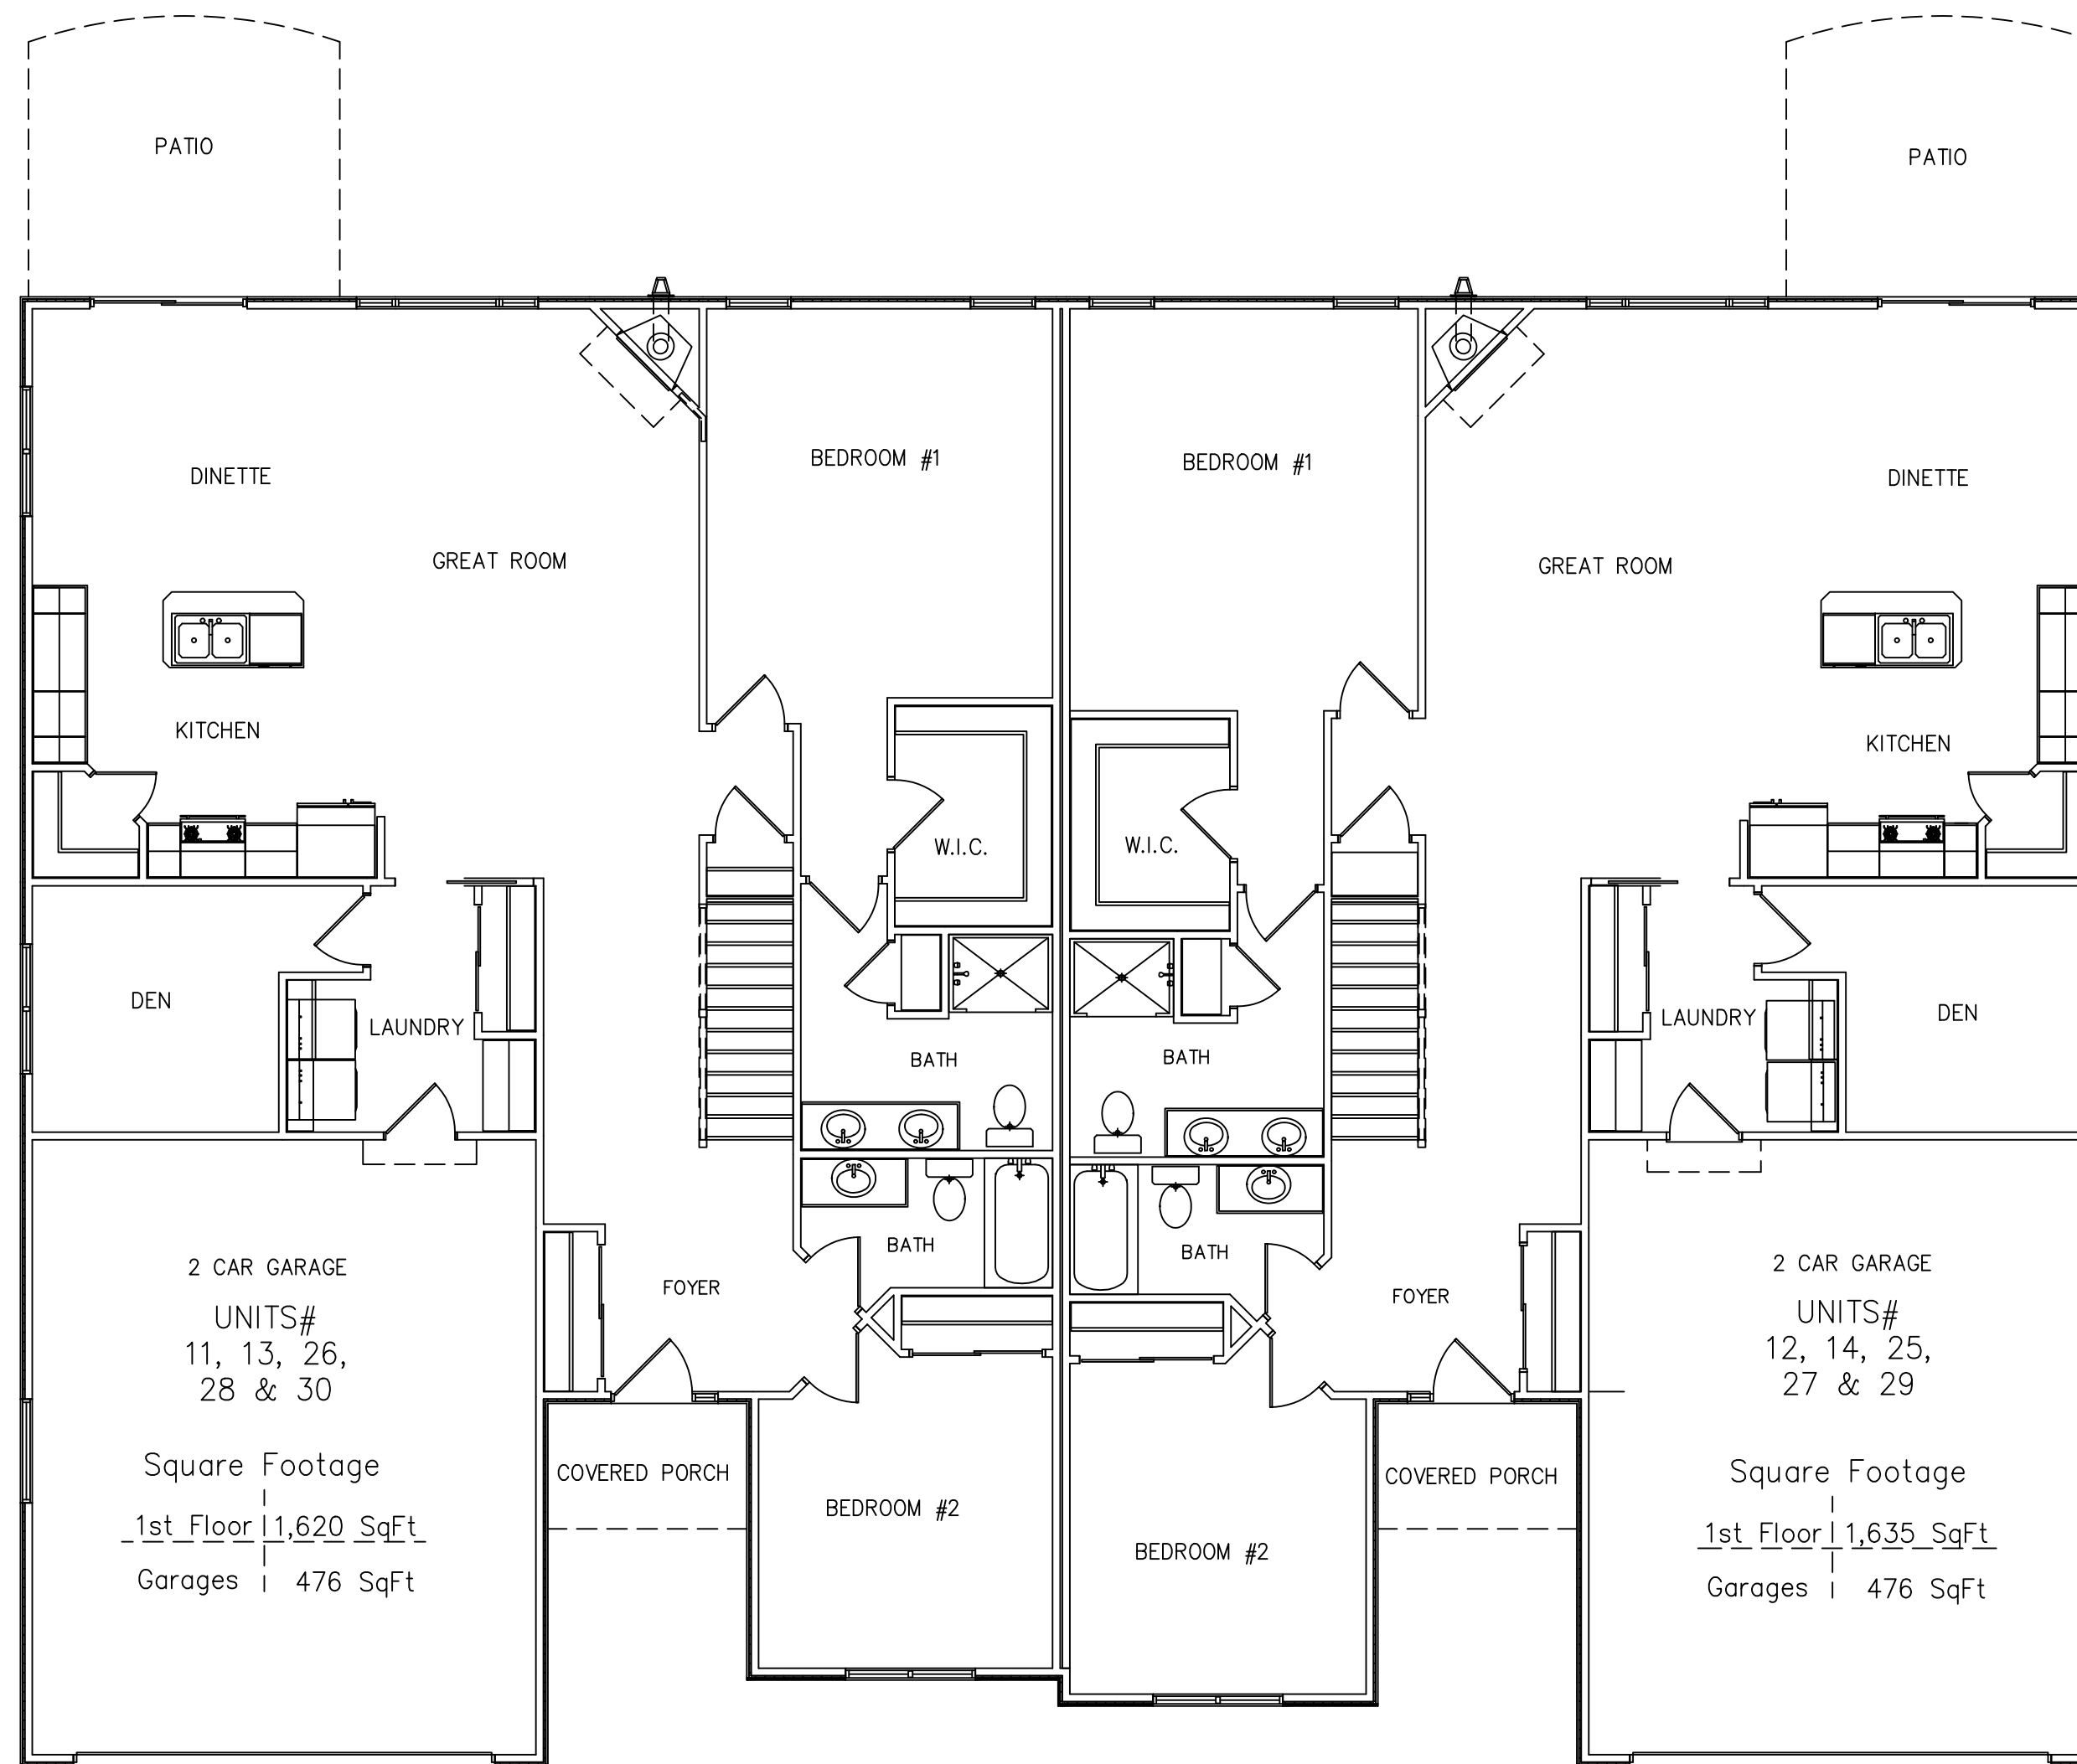 PATIO
PATIO
BEDROOM #1
BEDROOM #1
DINETTE
DINETTE
GREAT ROOM
GREAT ROOM
KITCHEN
KITCHEN
W.I.C.
W.I.C.
DEN
LAUNDRY
LAUNDRY
DEN
BATH
BATH
BATH
BATH
2 CAR GARAGE
UNITS#
11, 13, 26,
28 & 30
FOYER
FOYER
2 CAR GARAGE
UNITS#
12, 14, 25,
27 & 29
Square Footage
1st Floor 1,620 SqFt
Garages 476 SqFt
COVERED PORCH
BEDROOM #2
COVERED PORCH
BEDROOM #2
Square Footage
1st Floor 1,635 SqFt
Garages 476 SqFt